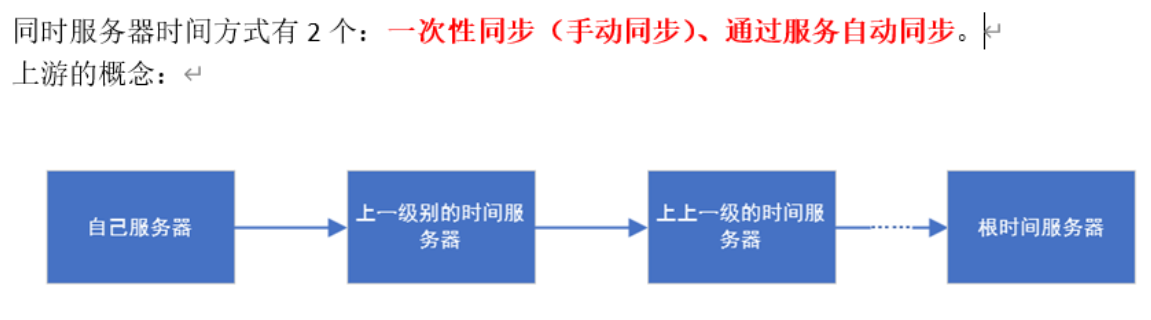 同时服务器时间方式有 2 个：一次性同步（手动同步）、通过服务自动同步。
上游的概念：
自己服务器
上一级别的时间服
务器
上上一级的时间服
务器
......
根时间服务器